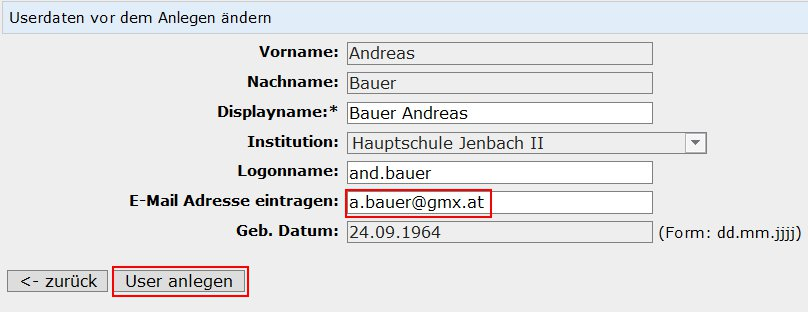 Userdaten vor dem Anlegen ändern
Vorname: Andreas
Nachname: Bauer
Displayname:* Bauer Andreas
Institution: Hauptschule Jenbach II
Logonname: and.bauer
E-Mail Adresse eintragen: a.bauer@gmx.at
Geb. Datum: 24.09.1964 (Form: dd.mm.jjjj)
<- zurück User anlegen